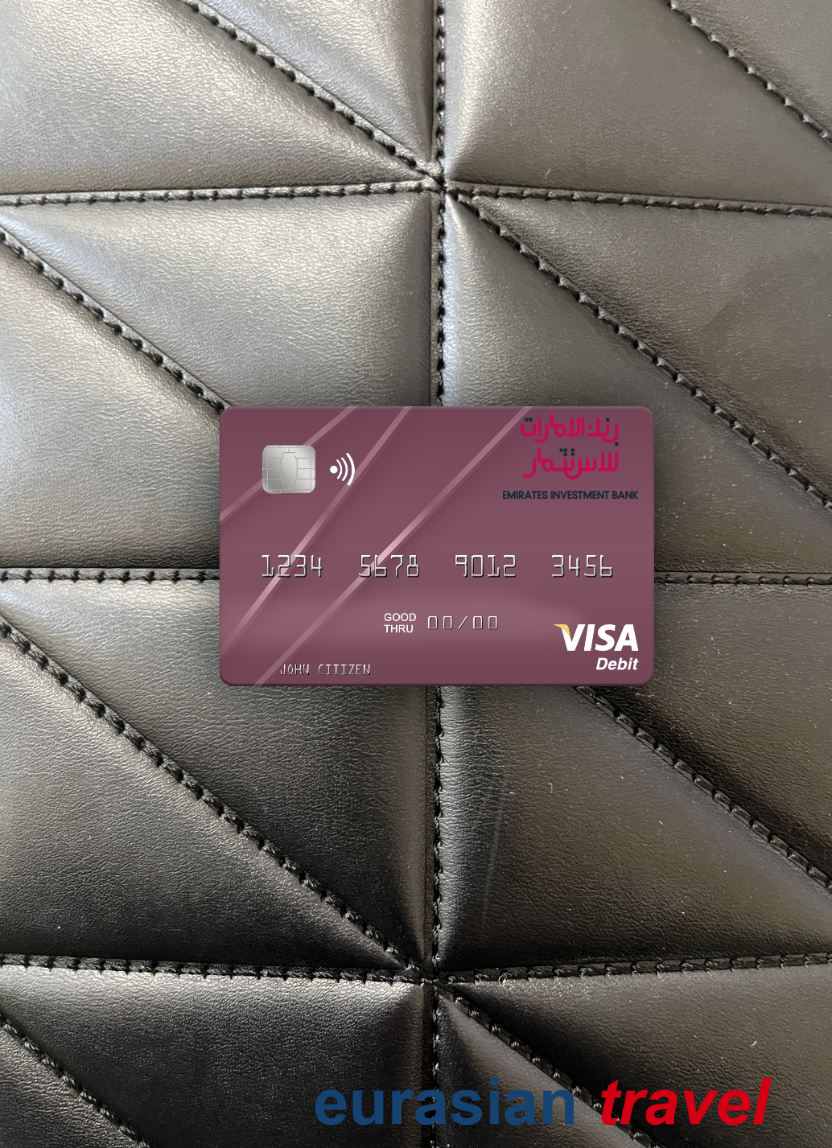 بنك الامارات
للاستثمار
EMIRATES INVESTMENT BANK
1234 5678 9012 3456
GOOD
THRU 00/00
VISA
Debit
JOHN CITIZEN
eurasian travel